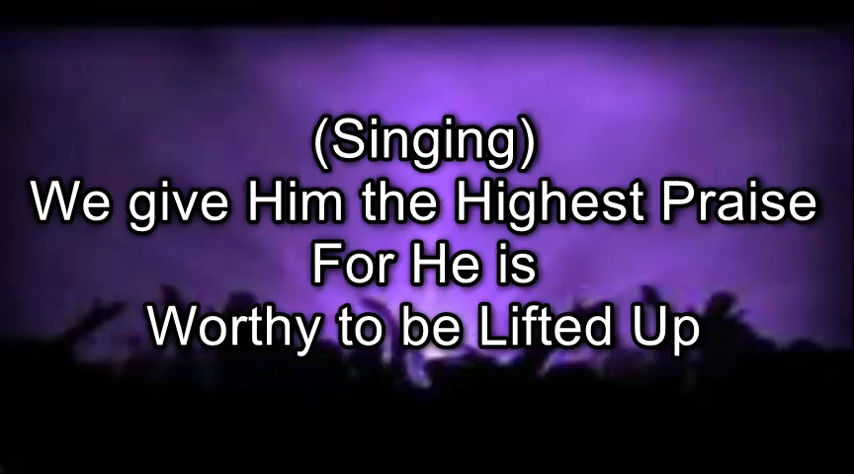 (Singing)
We give Him the Highest Praise
For He is
Worthy to be Lifted Up